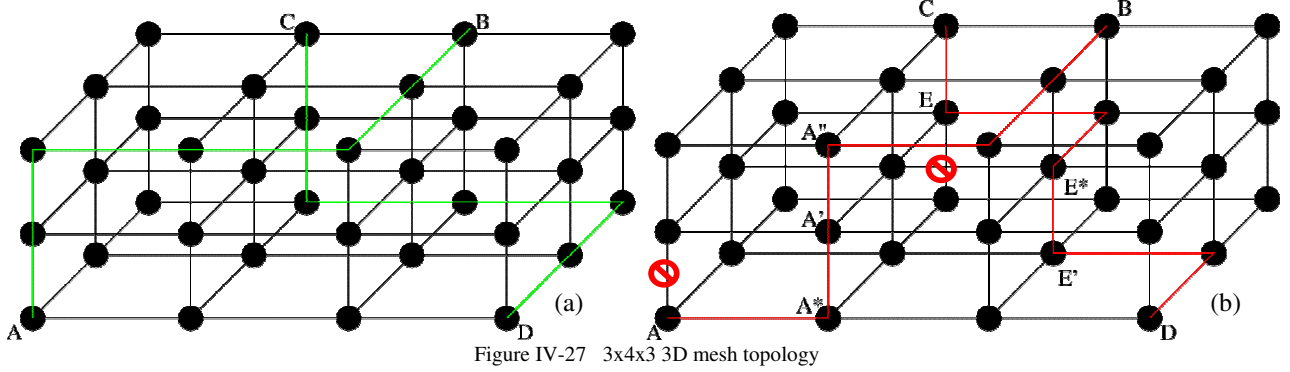 C B C B
E
A"
E*
A'
(a) E' (b)
A D A A* D
Figure IV-27 3x4x3 3D mesh topology